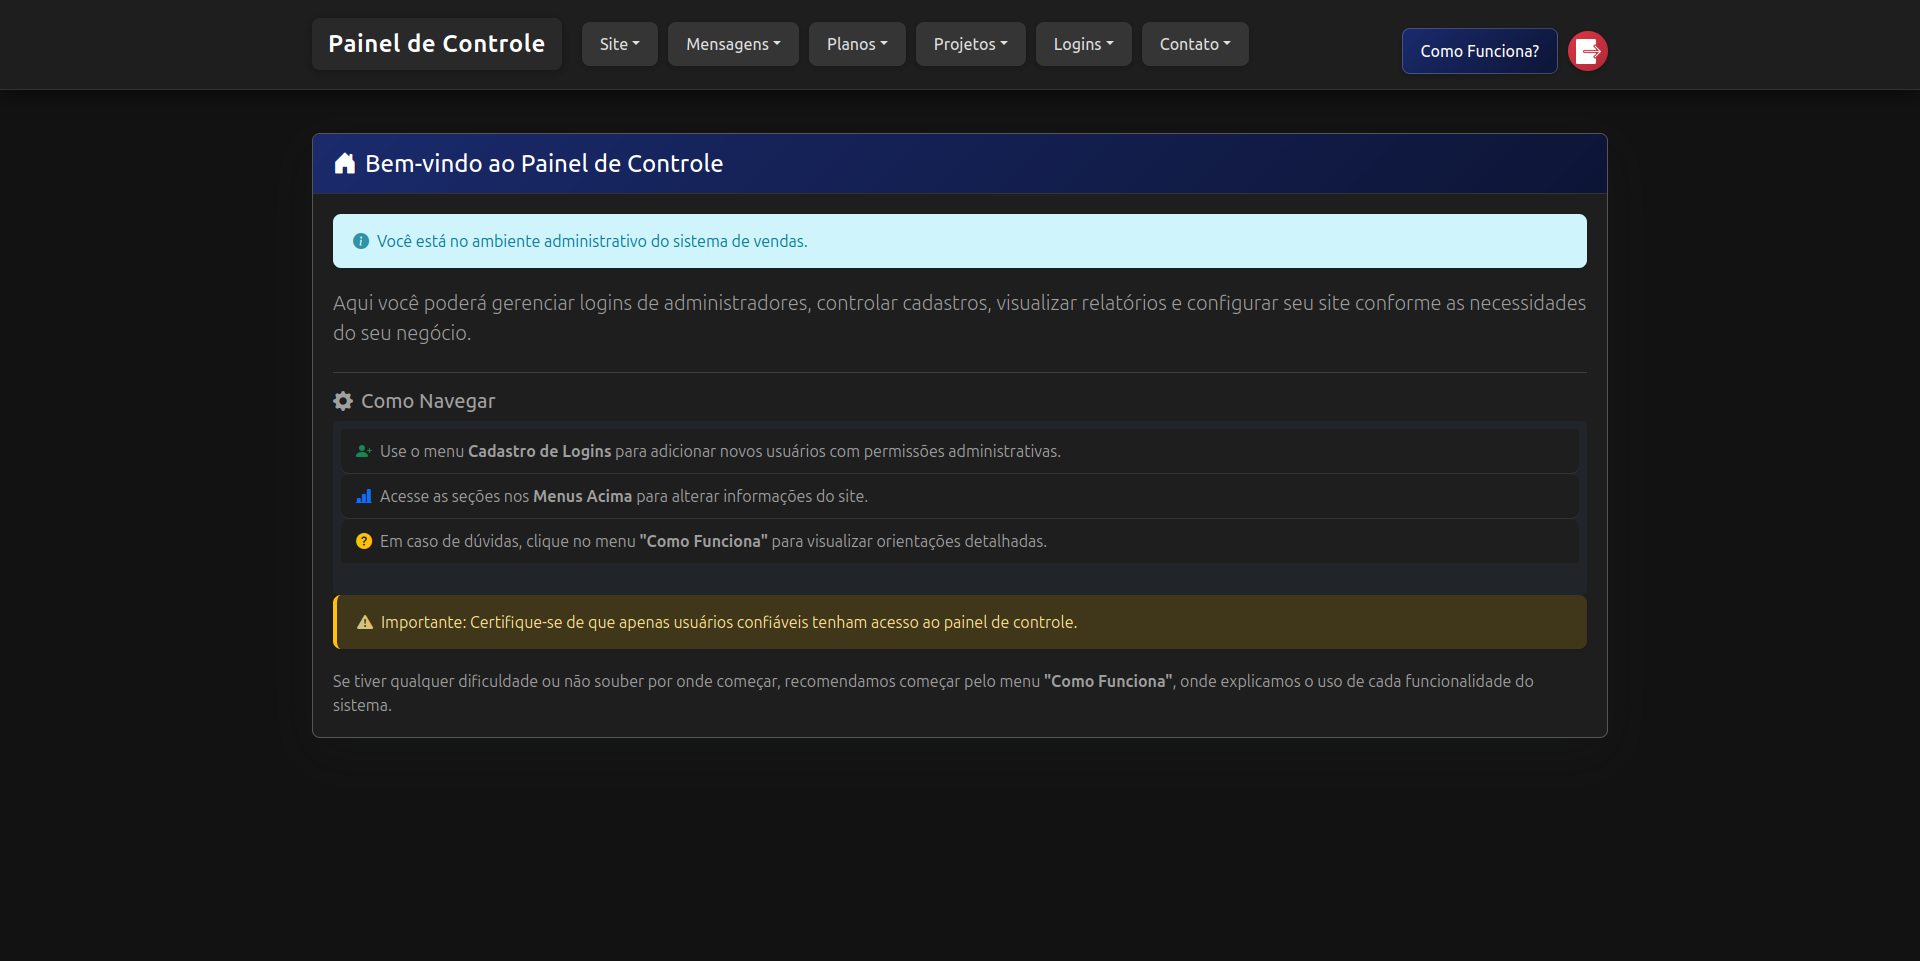 Painel de Controle
Site
Mensagens
Planos
Projetos
Logins
Contato
Como Funciona?
Bem-vindo ao Painel de Controle
Você está no ambiente administrativo do sistema de vendas.
Aqui você poderá gerenciar logins de administradores, controlar cadastros, visualizar relatórios e configurar seu site conforme as necessidades
do seu negócio.
Como Navegar
Use o menu Cadastro de Logins para adicionar novos usuários com permissões administrativas.
Acesse as seções nos Menus Acima para alterar informações do site.
Em caso de dúvidas, clique no menu "Como Funciona" para visualizar orientações detalhadas.
Importante: Certifique-se de que apenas usuários confiáveis tenham acesso ao painel de controle.
Se tiver qualquer dificuldade ou não souber por onde começar, recomendamos começar pelo menu "Como Funciona", onde explicamos o uso de cada funcionalidade do
sistema.